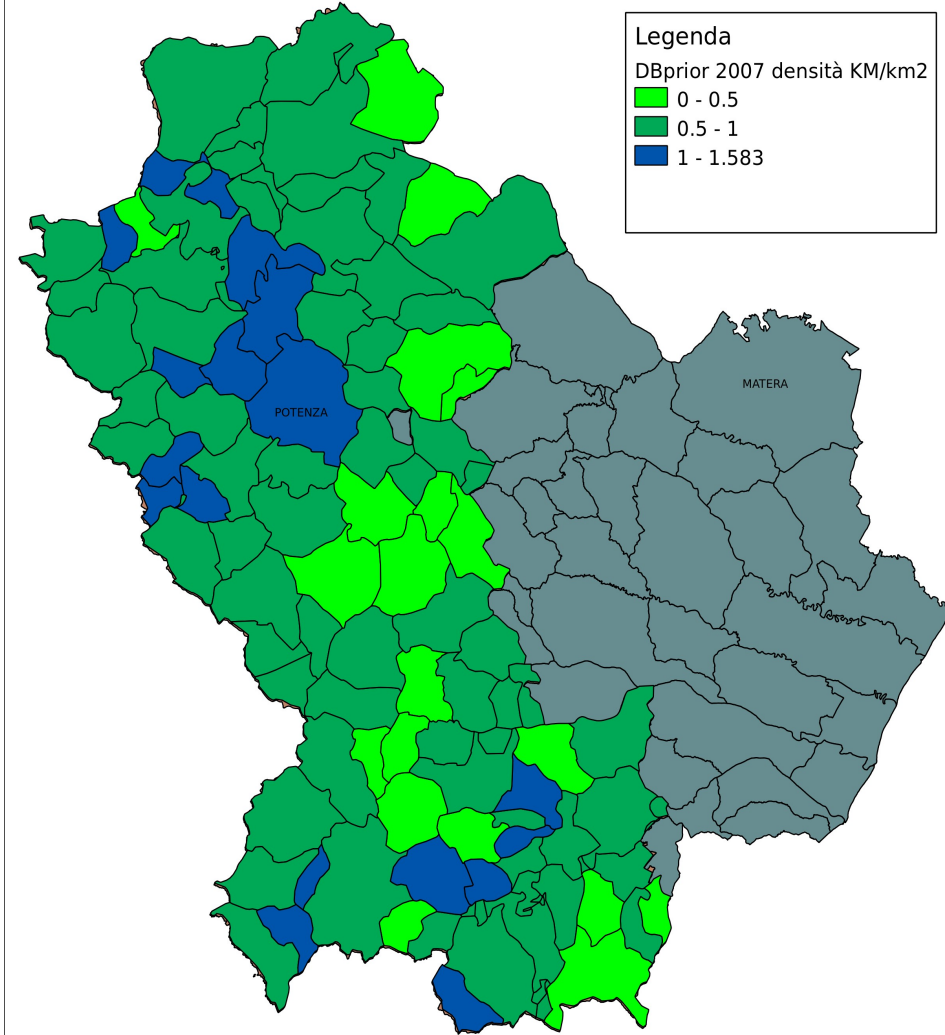 Legenda
DBprior 2007 densità KM/km2
0 - 0.5
0.5 - 1
1 - 1.583
MATERA
POTENZA